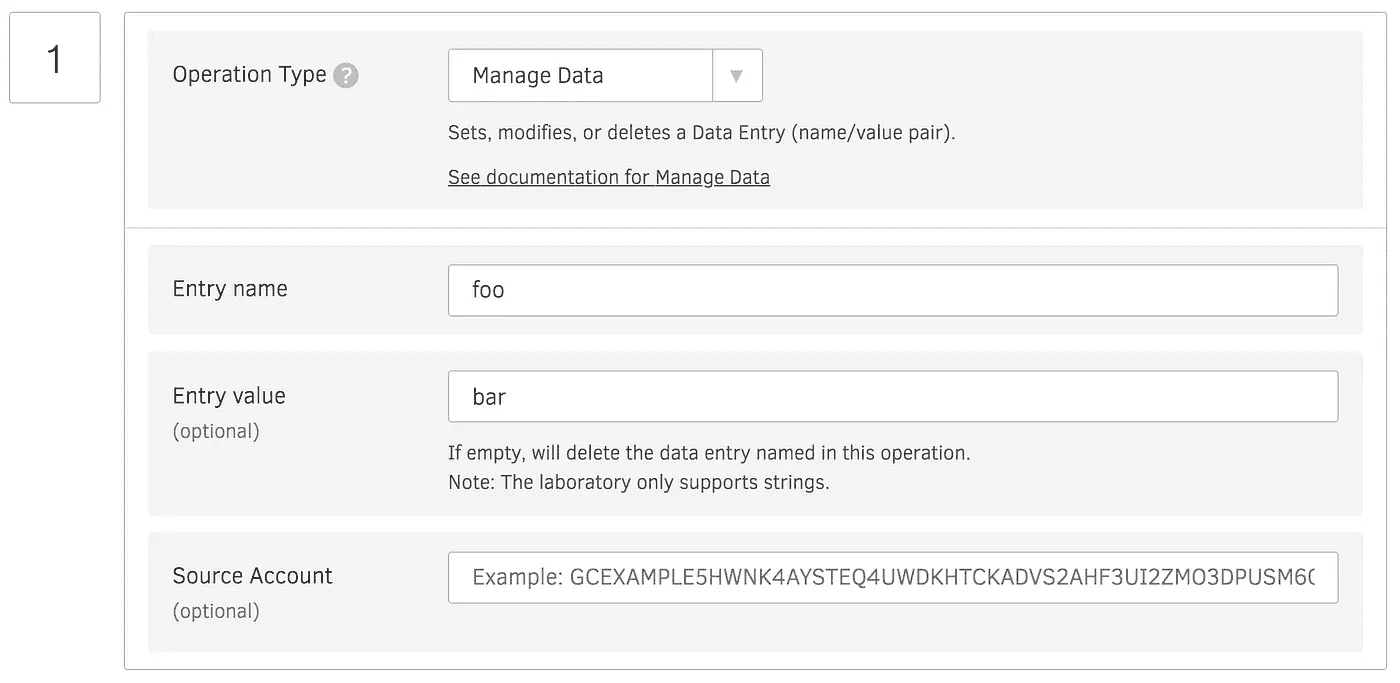 1
Operation Type ?
Manage Data
Sets, modifies, or deletes a Data Entry (name/value pair).
See documentation for Manage Data
Entry name
foo
Entry value
(optional)
bar
If empty, will delete the data entry named in this operation.
Note: The laboratory only supports strings.
Source Account
(optional)
Example: GCEXAMPLE5HWNK4AYSTEQ4UWDKHTCKADVS2AHF3UI2ZMO3DPUSM6